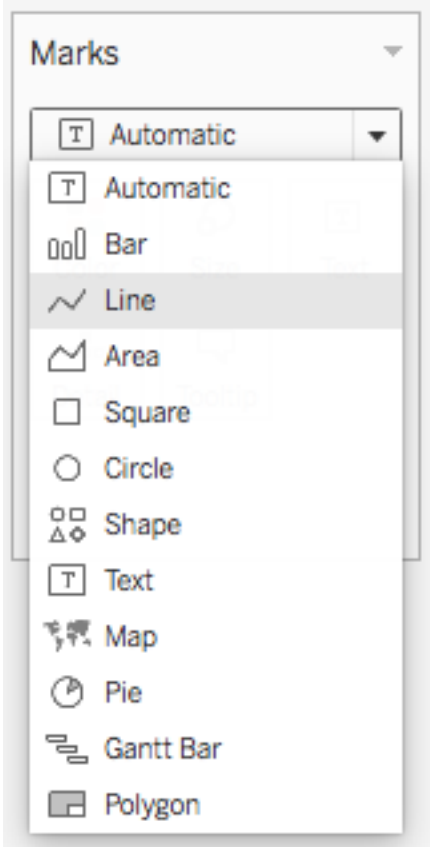 Marks
Automatic
Automatic
Bar
Line
Area
Square
Circle
Shape
Text
Map
Pie
Gantt Bar
Polygon